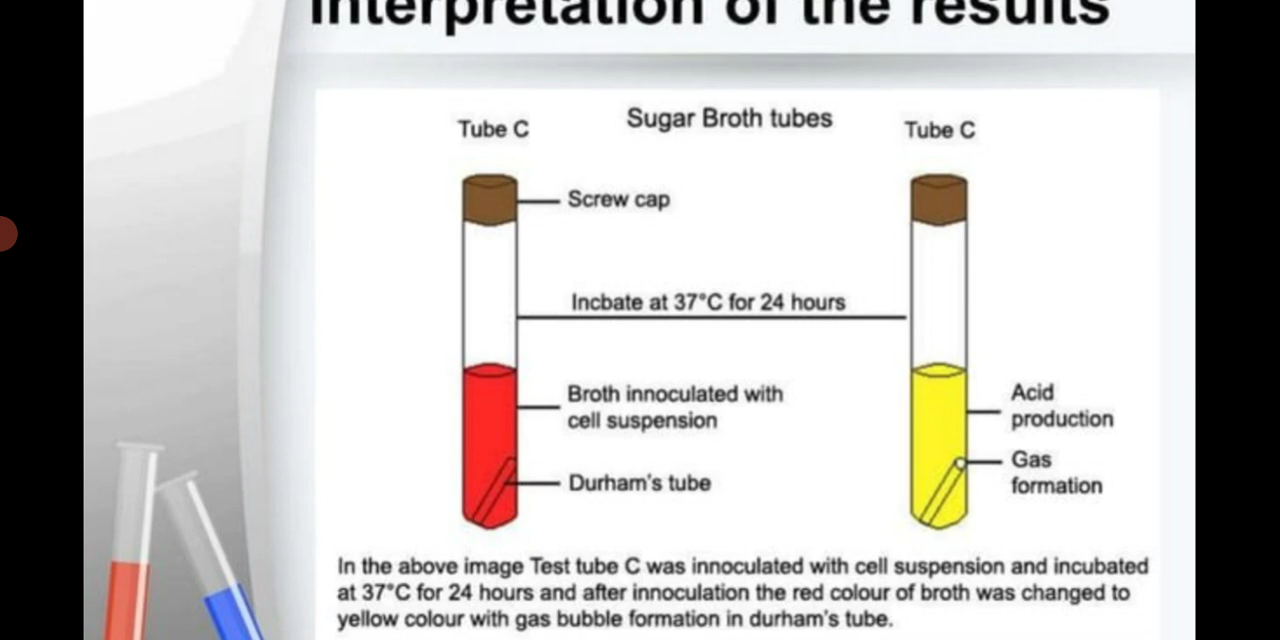 Interpretation of the results
Sugar Broth tubes
Tube C
Tube C
Screw cap
Incbate at 37°C for 24 hours
Broth innoculated with
cell suspension
Acid
production
Durham's tube
Gas
formation
In the above image Test tube C was innoculated with cell suspension and incubated
at 37°C for 24 hours and after innoculation the red colour of broth was changed to
yellow colour with gas bubble formation in durham's tube.